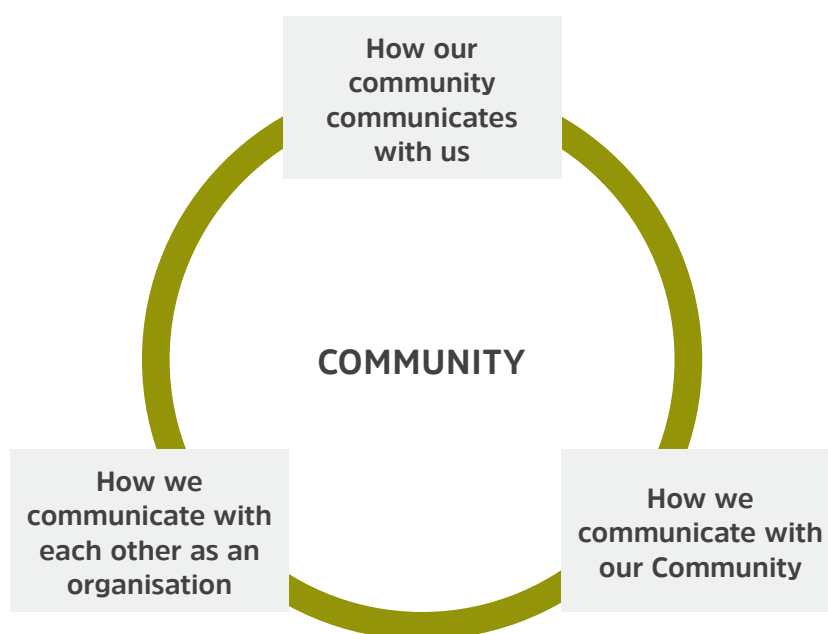 How our
community
communicates
with us
COMMUNITY
How we
communicate with
each other as an
organisation
How we
communicate with
our Community